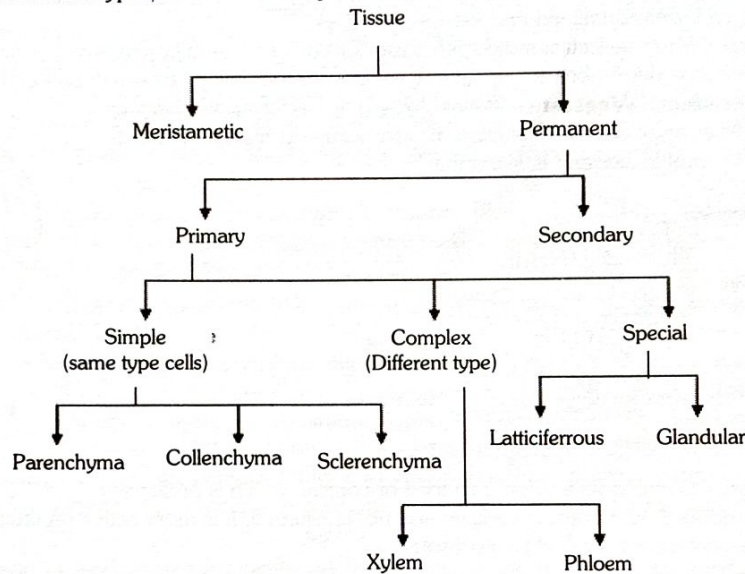 Tissue
Meristametic Permanent
Primary Secondary
Simple Complex Special
(same type cells) (Different type)
Latticiferrous Glandular
Parenchyma Collenchyma Sclerenchyma
Xylem Phloem